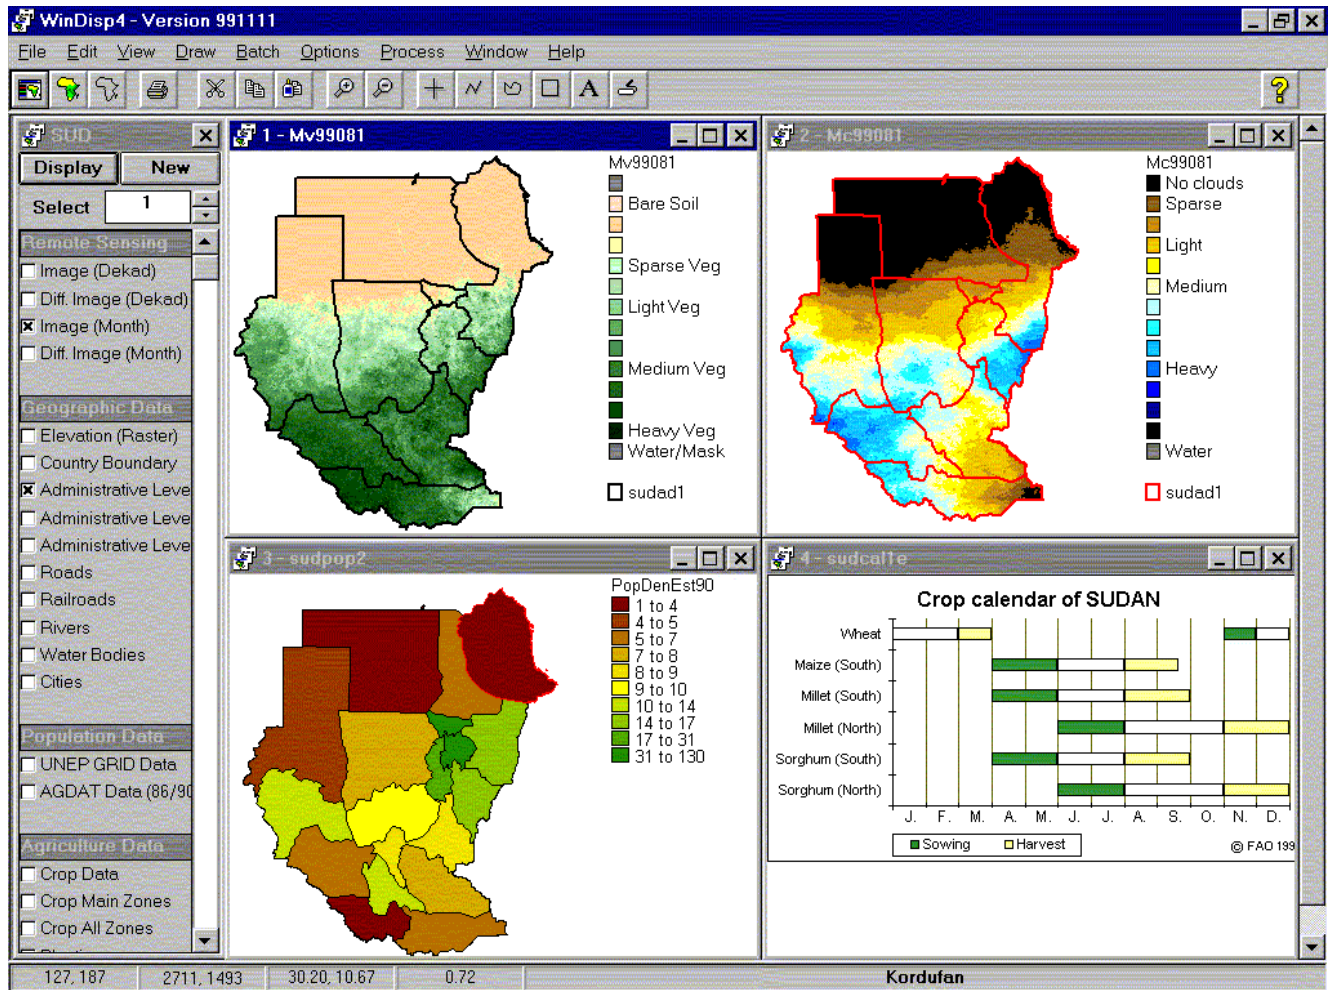 WinDisp4 - Version 991111
File Edit View Draw Batch Options Process Window Help
SUD
Display New
Select 1
Remote Sensing
Image (Dekad)
Diff. Image (Dekad)
Image (Month)
Diff. Image (Month)
Geographic Data
Elevation (Raster)
Country Boundary
Administrative Leve
Administrative Leve
Administrative Leve
Roads
Railroads
Rivers
Water Bodies
Cities
Population Data
UNEP GRID Data
AGDAT Data (86/90
Agriculture Data
Crop Data
Crop Main Zones
Crop All Zones
1 - Mv99081
Mv99081
Bare Soil
Sparse Veg
Light Veg
Medium Veg
Heavy Veg
Water/Mask
sudad1
2 - Mc99081
Mc99081
No clouds
Sparse
Light
Medium
Heavy
Water
sudad1
3 - sudpop2
PopDenEst90
1 to 4
4 to 5
5 to 7
7 to 8
8 to 9
9 to 10
10 to 14
14 to 17
17 to 31
31 to 130
4 - sudcal1e
Crop calendar of SUDAN
Wheat
Maize (South)
Millet (South)
Millet (North)
Sorghum (South)
Sorghum (North)
J. F. M. A. M. J. J. A. S. O. N. D.
Sowing Harvest
© FAO 199
127, 187 2711, 1493 30.20, 10.67 0.72 Kordufan